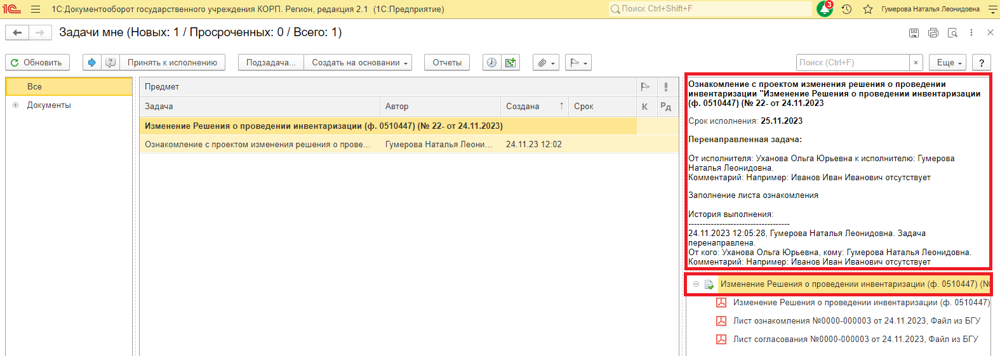 1С:Документооборот государственного учреждения КОРП. Регион, редакция 2.1 (1С:Предприятие)
Поиск Ctrl+Shift+F
3
Гумерова Наталья Леонидовна
Задачи мне (Новых: 1 / Просроченных: 0 / Всего: 1)
Обновить
Принять к исполнению
Подзадача...
Создать на основании
Отчеты
Поиск (Ctrl+F)
×
Еще
?
Все
Документы
Предмет
Задача Автор Создана ↑ Срок К Рд
Изменение Решения о проведении инвентаризации (ф. 0510447) (№ 22- от 24.11.2023)
Ознакомление с проектом изменения решения о прове... Гумерова Наталья Леони... 24.11.23 12:02
Ознакомление с проектом изменения решения о проведении
инвентаризации "Изменение Решения о проведении инвентаризации
(ф. 0510447) (№ 22- от 24.11.2023
Срок исполнения: 25.11.2023
Перенаправленная задача:
От исполнителя: Уханова Ольга Юрьевна к исполнителю: Гумерова
Наталья Леонидовна.
Комментарий: Например: Иванов Иван Иванович отсутствует
Заполнение листа ознакомления
История выполнения:
------------------------------------
24.11.2023 12:05:28, Гумерова Наталья Леонидовна. Задача
перенаправлена.
От кого: Уханова Ольга Юрьевна, кому: Гумерова Наталья Леонидовна.
Комментарий: Например: Иванов Иван Иванович отсутствует
Изменение Решения о проведении инвентаризации (ф. 0510447) (№
Изменение Решения о проведении инвентаризации (ф. 0510447)
Лист ознакомления №0000-000003 от 24.11.2023, Файл из БГУ
Лист согласования №0000-000003 от 24.11.2023, Файл из БГУ